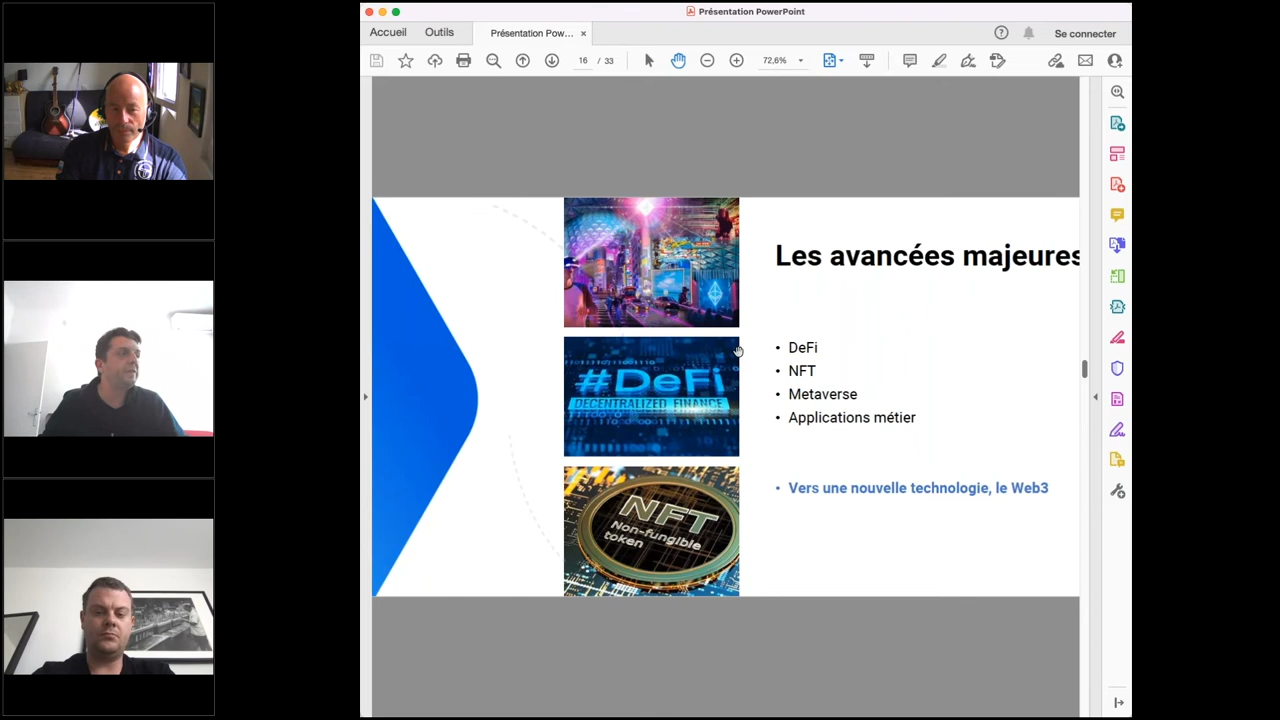 Présentation PowerPoint
Accueil
Outils
Présentation Pow...
Se connecter
16 / 33
72,6%
Les avancées majeures
#DeFi
DECENTRALIZED FINANCE
NFT
Non-fungible
token
• DeFi
• NFT
• Metaverse
• Applications métier
• Vers une nouvelle technologie, le Web3